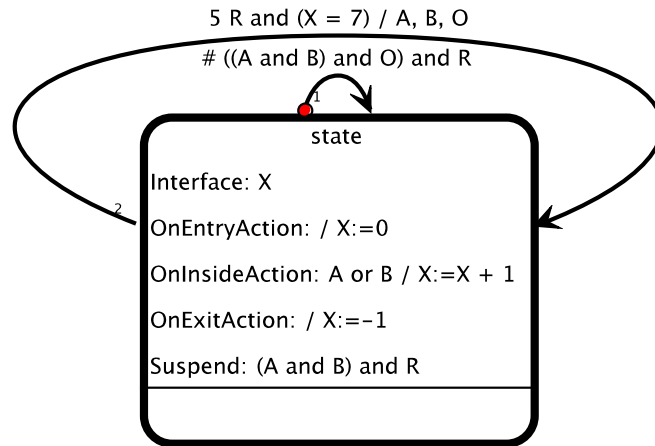 5 R and (X = 7) / A, B, O
# ((A and B) and O) and R
1
state
Interface: X
2
OnEntryAction: / X:=0
OnInsideAction: A or B / X:=X + 1
OnExitAction: / X:=-1
Suspend: (A and B) and R